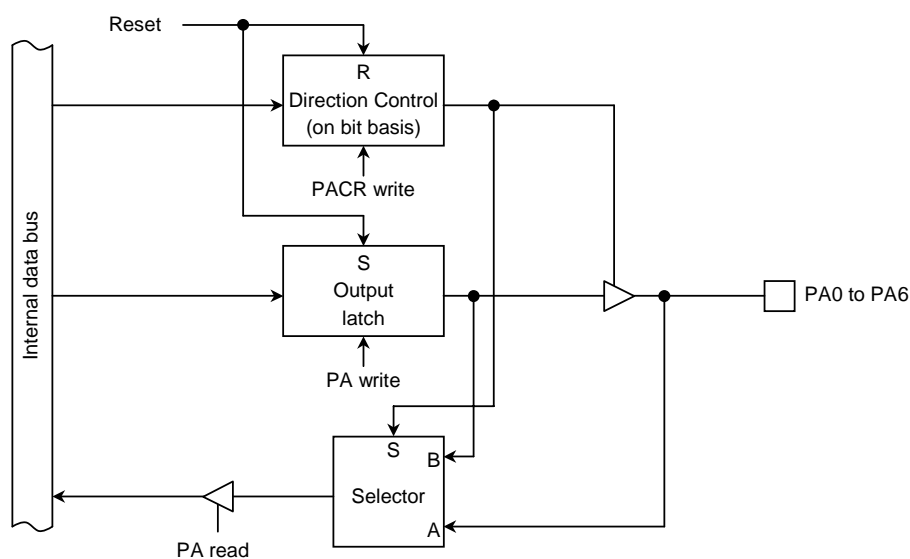 Reset
R
Direction Control
(on bit basis)
PACR write
Internal data bus
S
Output
latch
PA0 to PA6
PA write
S
B
Selector
A
PA read